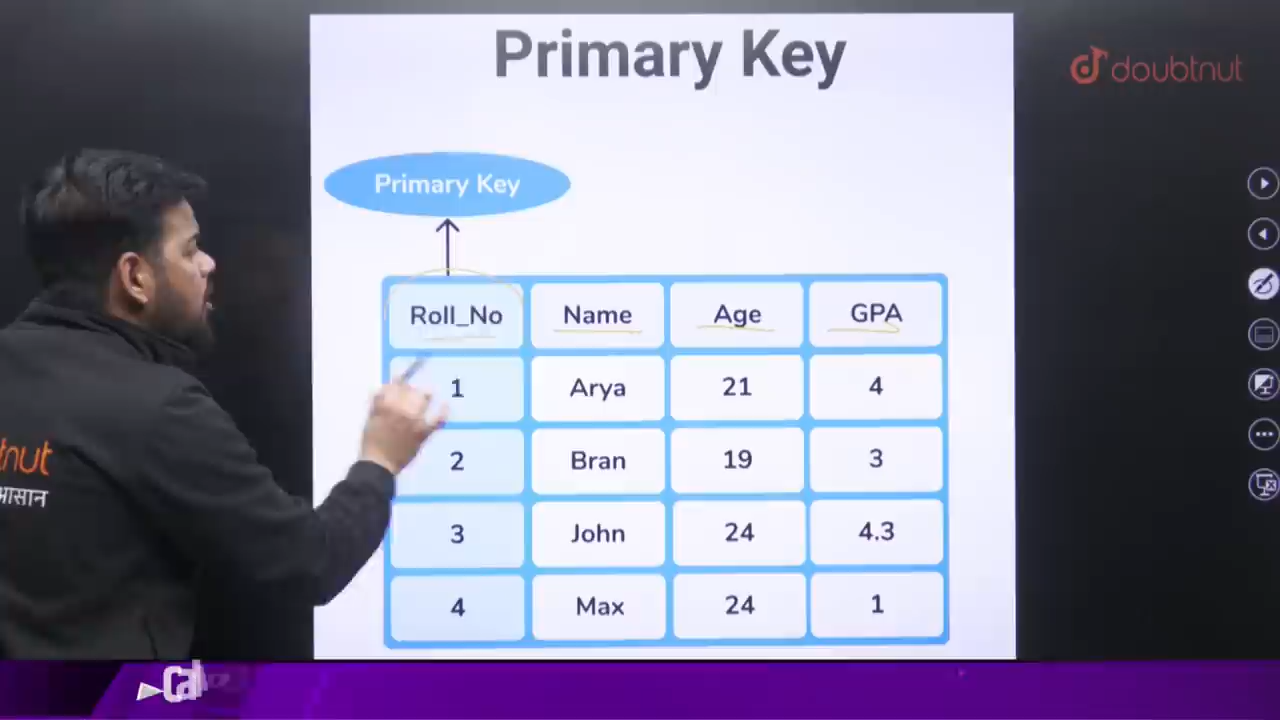 Primary Key
doubtnut
Primary Key
Roll_No Name Age GPA
1 Arya 21 4
2 Bran 19 3
3 John 24 4.3
4 Max 24 1
tnut
आसान
Cal